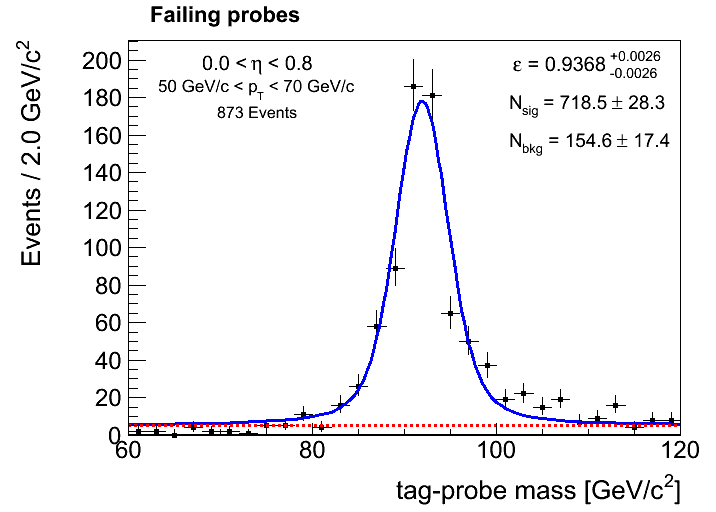 Failing probes
0.0 < η < 0.8
50 GeV/c < p_T < 70 GeV/c
873 Events
ε = 0.9368 +0.0026 -0.0026
N_sig = 718.5 ± 28.3
N_bkg = 154.6 ± 17.4
Events / 2.0 GeV/c²
200
180
160
140
120
100
80
60
40
20
0
60 80 100 120
tag-probe mass [GeV/c²]